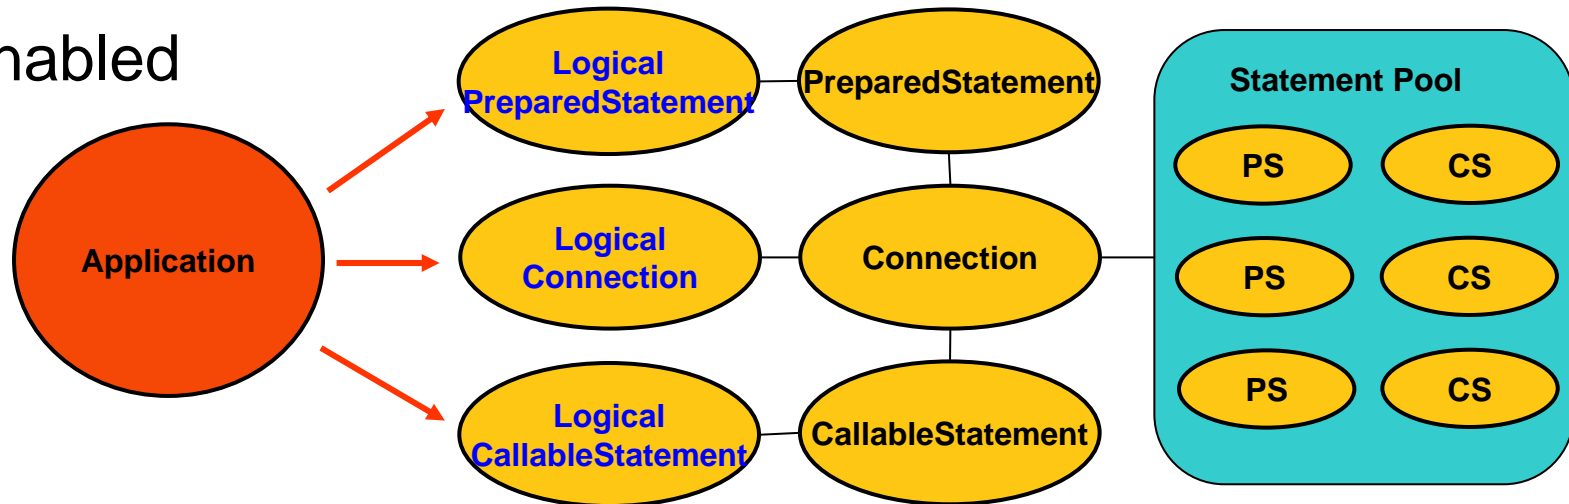 nabled
Application
Logical
PreparedStatement
PreparedStatement
Logical
Connection
Connection
Logical
CallableStatement
CallableStatement
Statement Pool
PS CS
PS CS
PS CS